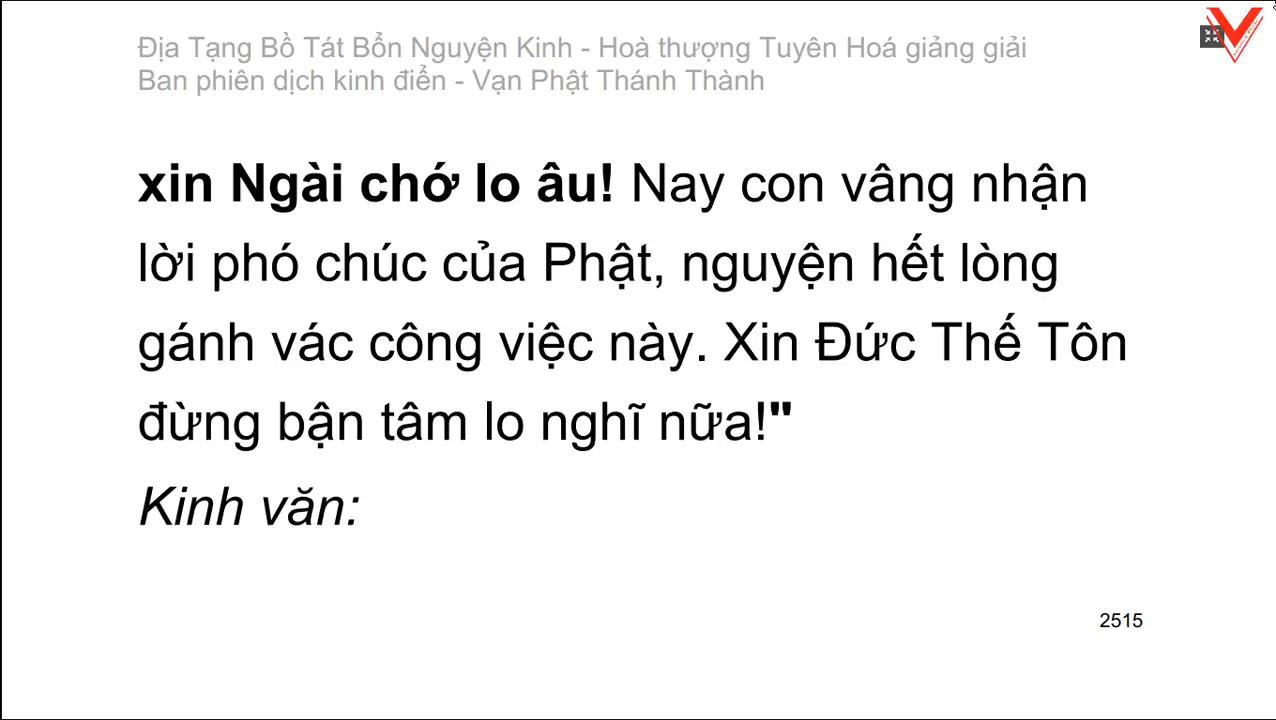 Địa Tạng Bồ Tát Bổn Nguyện Kinh - Hoà thượng Tuyên Hoá giảng giải
Ban phiên dịch kinh điển - Vạn Phật Thánh Thành
xin Ngài chớ lo âu! Nay con vâng nhận
lời phó chúc của Phật, nguyện hết lòng
gánh vác công việc này. Xin Đức Thế Tôn
đừng bận tâm lo nghĩ nữa!"
Kinh văn:
2515